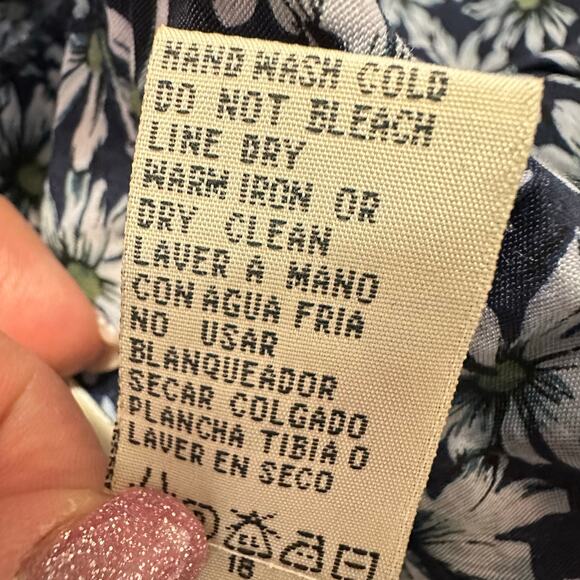 HAND WASH COLD
DO NOT BLEACH
LINE DRY
WARM IRON OR
DRY CLEAN
LAVER A MANO
CON AGUA FRIA
NO USAR
BLANQUEADOR
SECAR COLGADO
PLANCHA TIBIA O
LAVER EN SECO
18